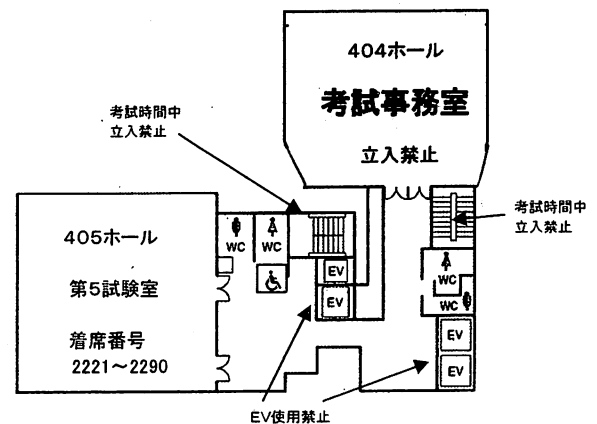 404ホール
考試事務室
立入禁止
考試時間中
立入禁止
考試時間中
立入禁止
405ホール
第5試験室
着席番号
2221～2290
WC
WC
EV
EV
WC
WC
EV
EV
EV使用禁止